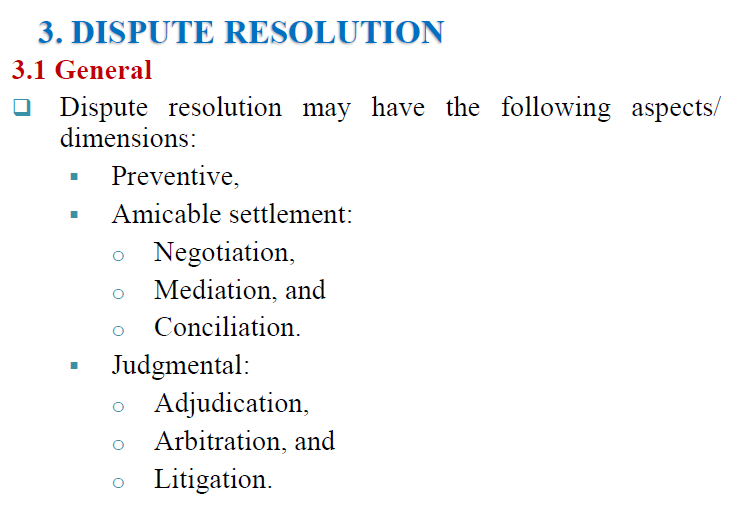 3. DISPUTE RESOLUTION
3.1 General
❑ Dispute resolution may have the following aspects/
dimensions:
▪ Preventive,
▪ Amicable settlement:
o Negotiation,
o Mediation, and
o Conciliation.
▪ Judgmental:
o Adjudication,
o Arbitration, and
o Litigation.